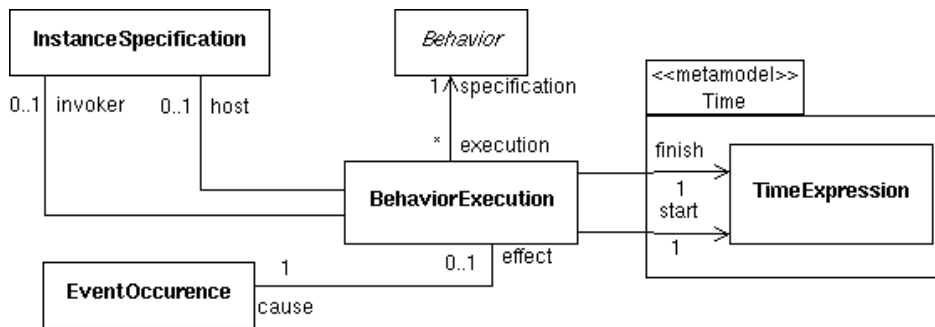 InstanceSpecification
Behavior
<<metamodel>>
Time
0..1 invoker
0..1 host
1 specification
* execution
finish
1
TimeExpression
start
1
BehaviorExecution
0..1 effect
1
cause
EventOccurence